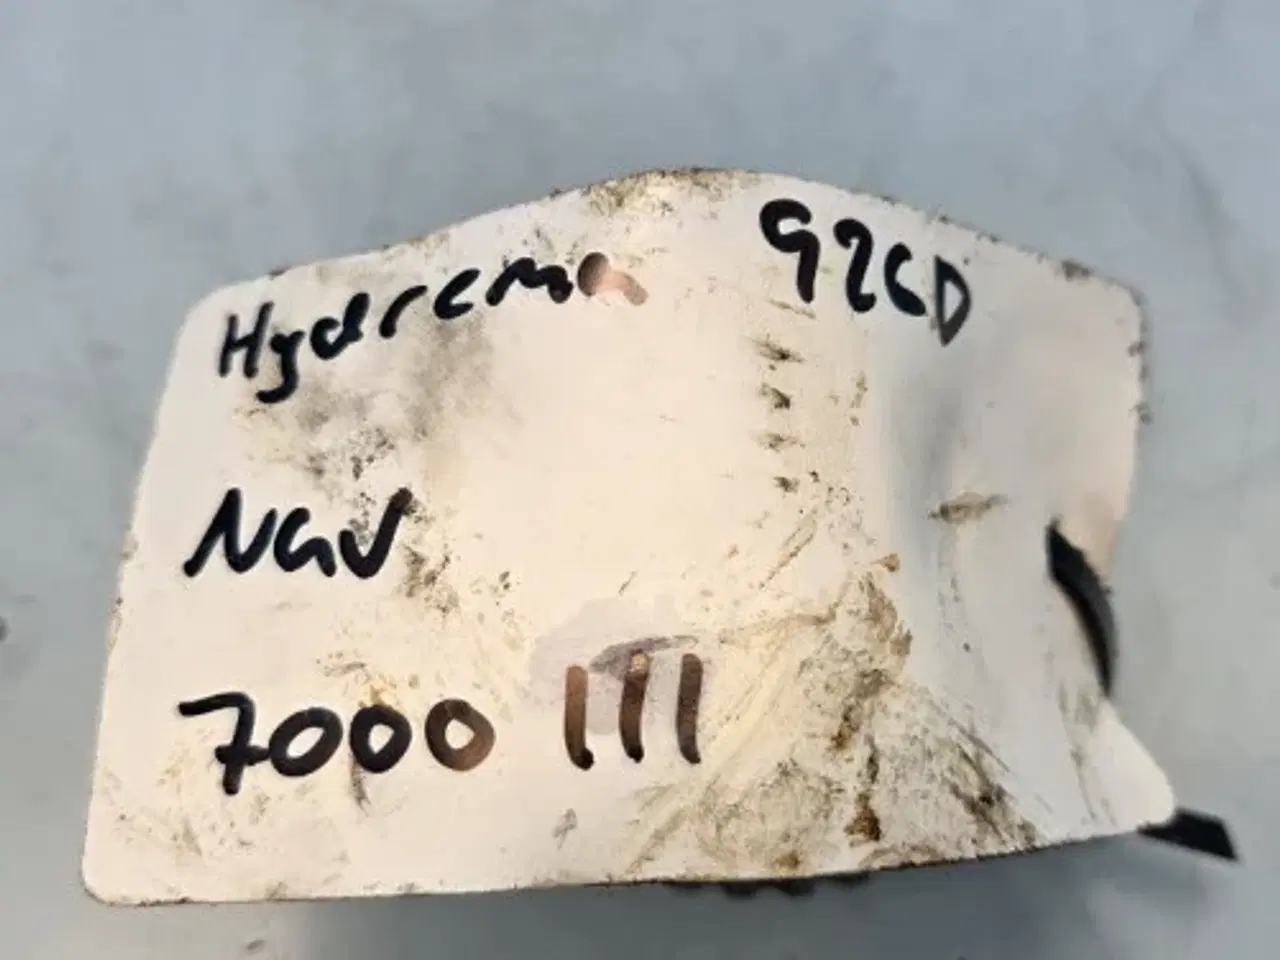 Hydrema 926D
Nav
7000 III